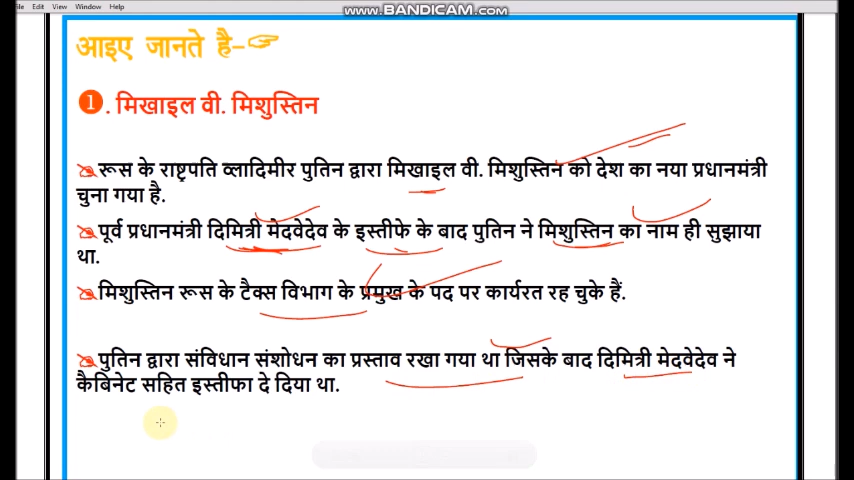 File Edit View Window Help
www.BANDICAM.com
आइए जानते है-
1. मिखाइल वी. मिशुस्तिन
रूस के राष्ट्रपति व्लादिमीर पुतिन द्वारा मिखाइल वी. मिशुस्तिन को देश का नया प्रधानमंत्री
चुना गया है.
पूर्व प्रधानमंत्री दिमित्री मेदवेदेव के इस्तीफे के बाद पुतिन ने मिशुस्तिन का नाम ही सुझाया
था.
मिशुस्तिन रूस के टैक्स विभाग के प्रमुख के पद पर कार्यरत रह चुके हैं.
पुतिन द्वारा संविधान संशोधन का प्रस्ताव रखा गया था जिसके बाद दिमित्री मेदवेदेव ने
कैबिनेट सहित इस्तीफा दे दिया था.